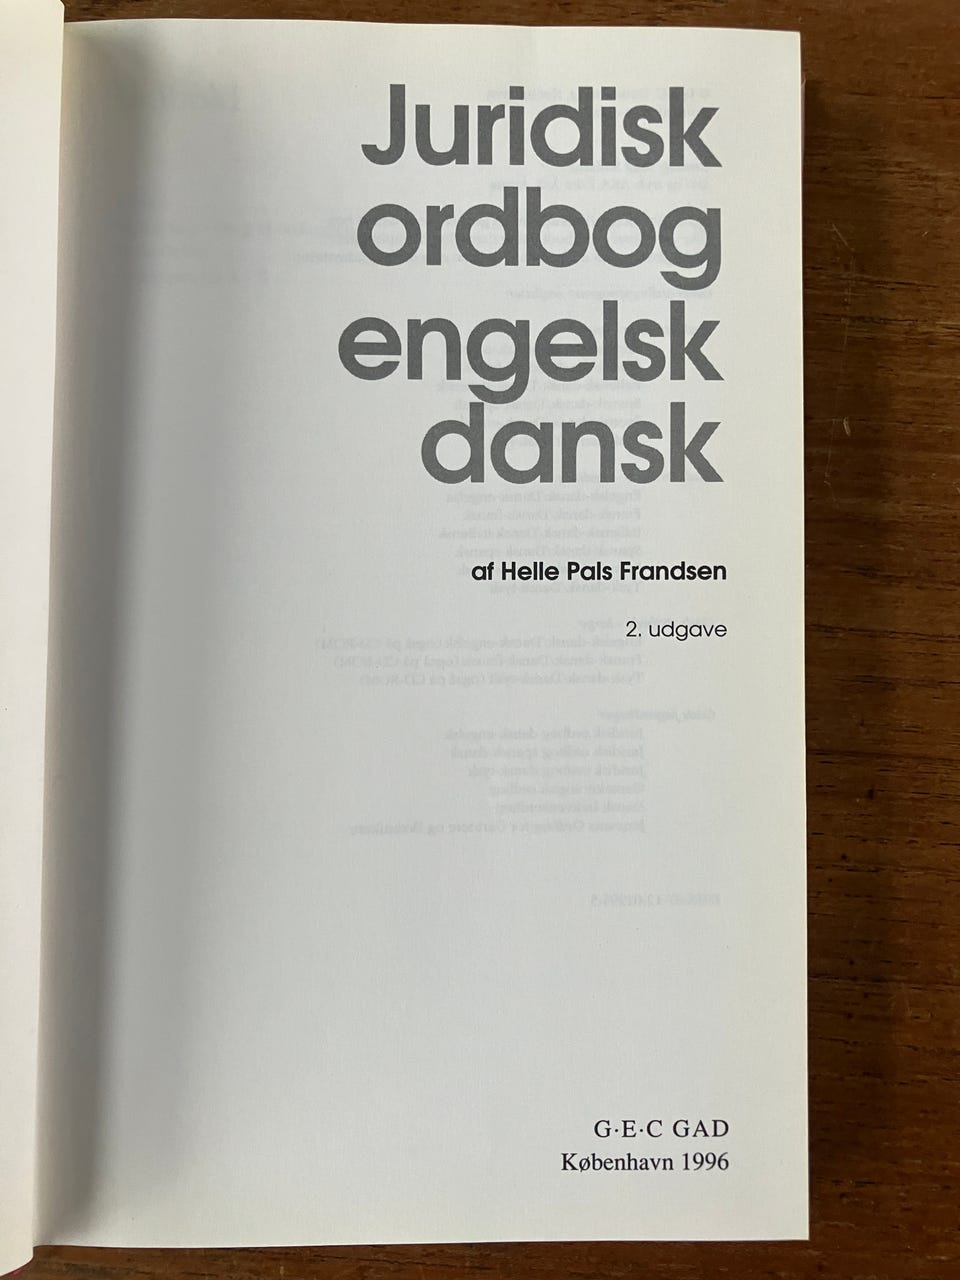 Juridisk
ordbog
engelsk
dansk
af Helle Pals Frandsen
2. udgave
G·E·C GAD
København 1996